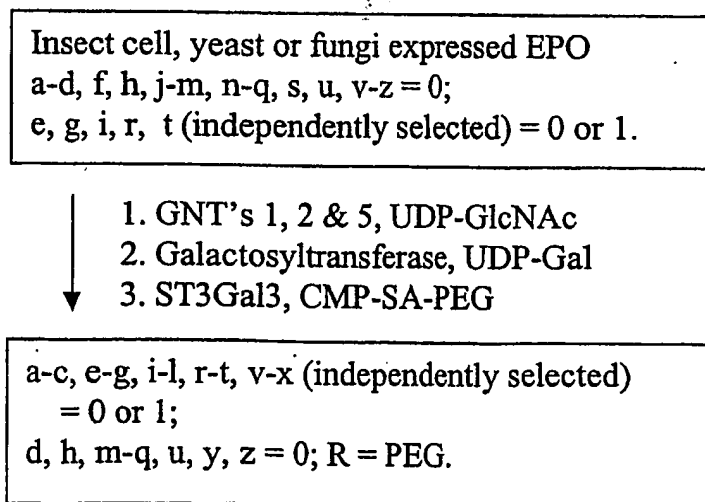 Insect cell, yeast or fungi expressed EPO
a-d, f, h, j-m, n-q, s, u, v-z = 0;
e, g, i, r, t (independently selected) = 0 or 1.
1. GNT's 1, 2 & 5, UDP-GlcNAc
2. Galactosyltransferase, UDP-Gal
3. ST3Gal3, CMP-SA-PEG
a-c, e-g, i-l, r-t, v-x (independently selected)
= 0 or 1;
d, h, m-q, u, y, z = 0; R = PEG.